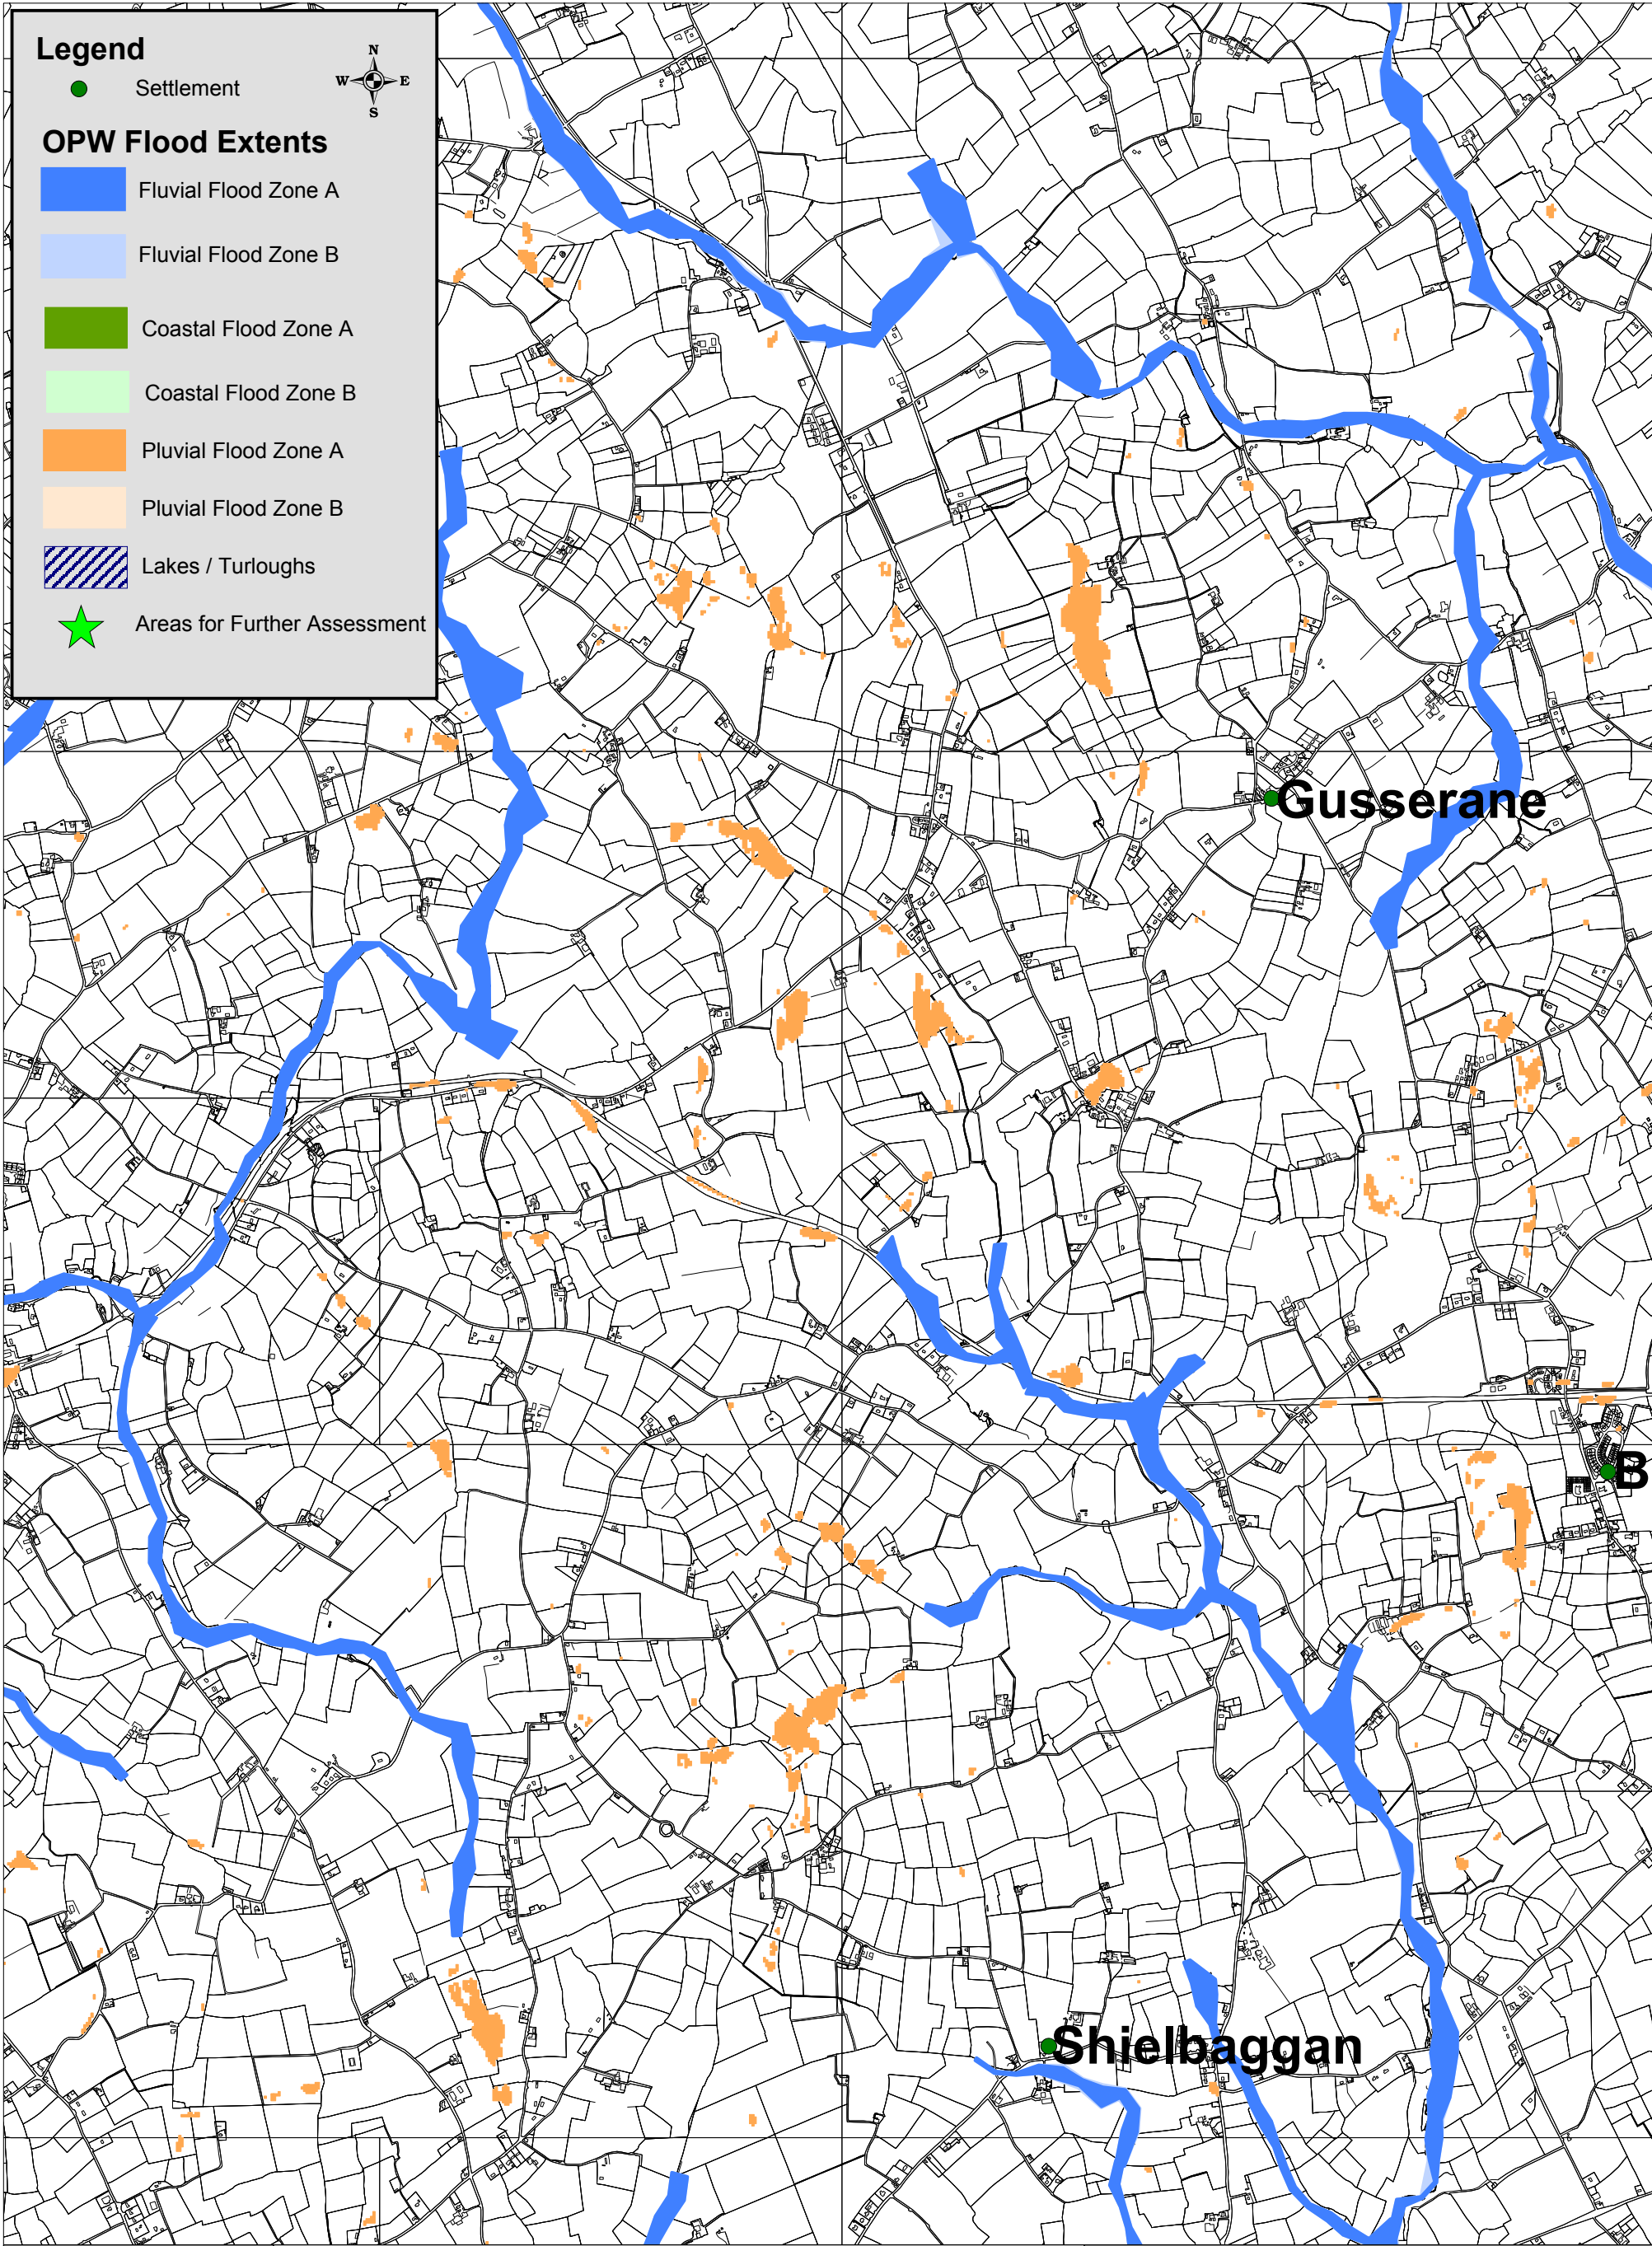 Legend
N
W E
S
Settlement
OPW Flood Extents
Fluvial Flood Zone A
Fluvial Flood Zone B
Coastal Flood Zone A
Coastal Flood Zone B
Pluvial Flood Zone A
Pluvial Flood Zone B
Lakes / Turloughs
Areas for Further Assessment
Gusserane
B
Shielbaggan